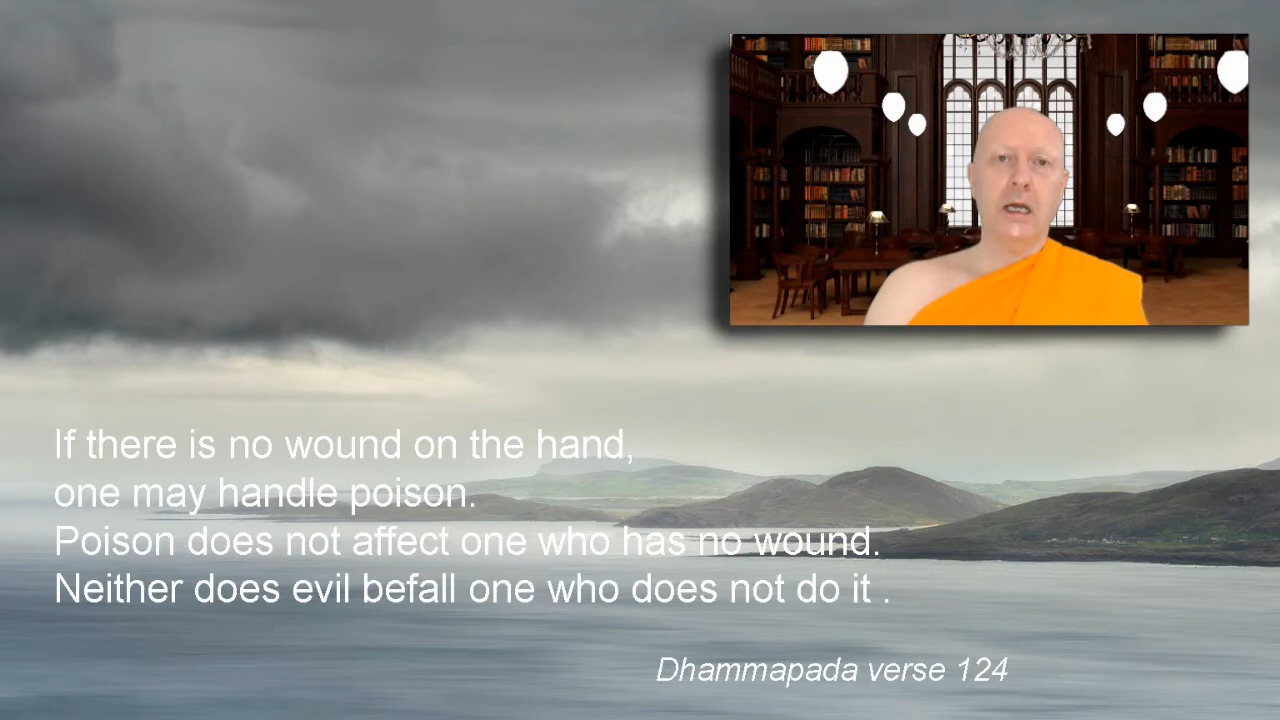 If there is no wound on the hand,
one may handle poison.
Poison does not affect one who has no wound.
Neither does evil befall one who does not do it .
Dhammapada verse 124